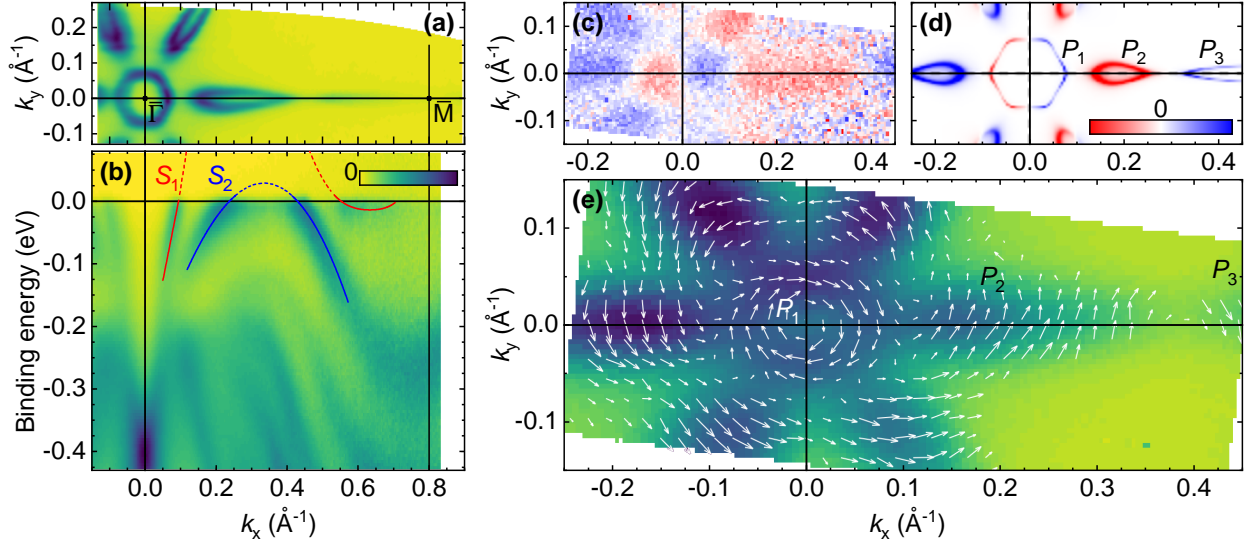 (a)
0.2
0.1
0.0
-0.1
k_y (Å⁻¹)
Γ̄
M̄
(b)
S₁
S₂
0
0.0
-0.1
-0.2
-0.3
-0.4
Binding energy (eV)
0.0 0.2 0.4 0.6 0.8
k_x (Å⁻¹)
(c)
0.1
0.0
-0.1
k_y (Å⁻¹)
-0.2 0.0 0.2 0.4
(d)
P₁
P₂
P₃
0
-0.2 0.0 0.2 0.4
(e)
P₁
P₂
P₃
0.1
0.0
-0.1
k_y (Å⁻¹)
-0.2 -0.1 0.0 0.1 0.2 0.3 0.4
k_x (Å⁻¹)